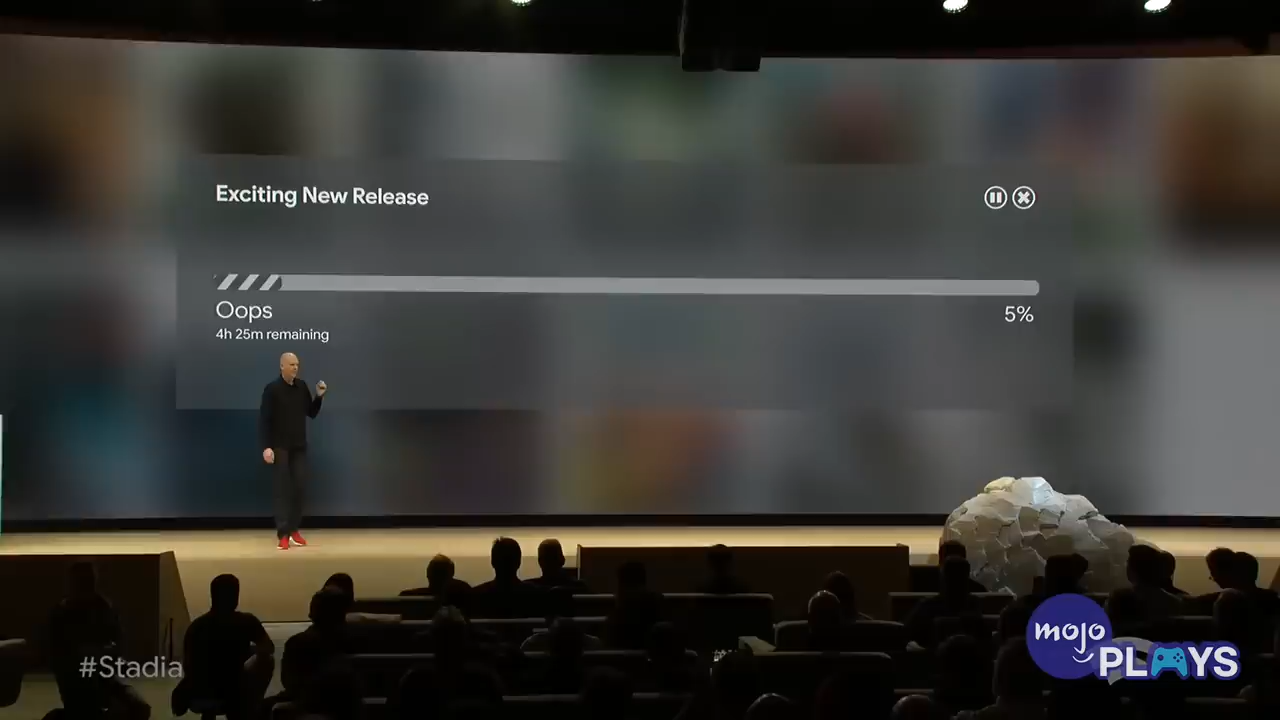 Exciting New Release
Oops
5%
4h 25m remaining
#Stadia
mojo
PLAYS